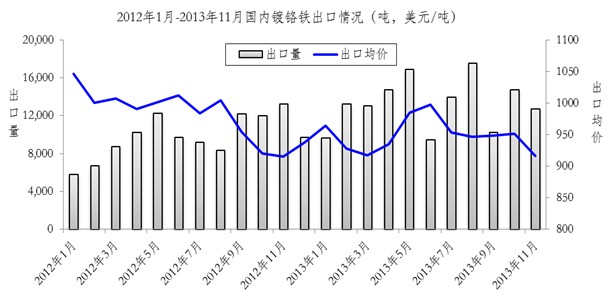 2012年1月-2013年11月国内镀铬铁出口情况（吨，美元/吨）
出口量
出口均价
出口量
20,000
16,000
12,000
8,000
4,000
0
1100
1050
1000
950
900
850
800
出口均价
2012年1月
2012年3月
2012年5月
2012年7月
2012年9月
2012年11月
2013年1月
2013年3月
2013年5月
2013年7月
2013年9月
2013年11月